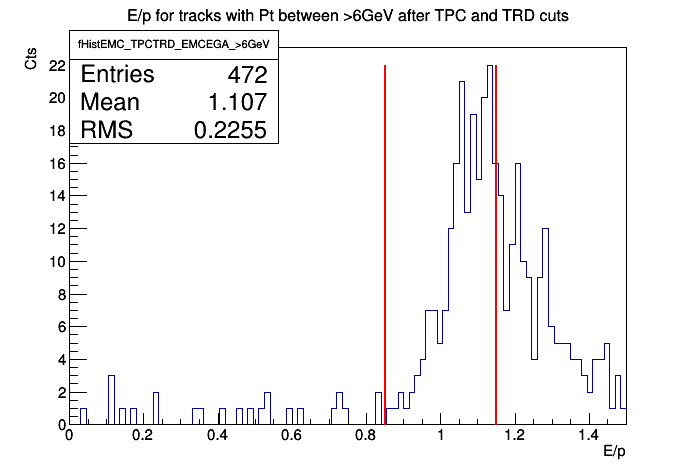 E/p for tracks with Pt between >6GeV after TPC and TRD cuts
fHistEMC_TPCTRD_EMCEGA_>6GeV
Entries 472
Mean 1.107
RMS 0.2255
Cts
22
20
18
16
14
12
10
8
6
4
2
0
0 0.2 0.4 0.6 0.8 1 1.2 1.4
E/p